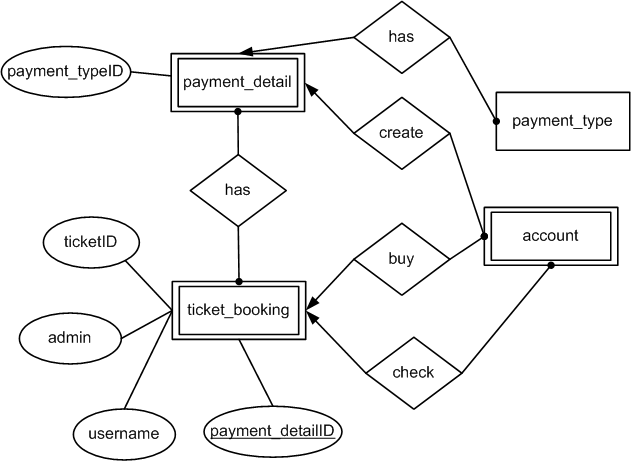 has
payment_typeID
payment_detail
payment_type
create
has
ticketID
account
buy
ticket_booking
admin
check
username
payment_detailID